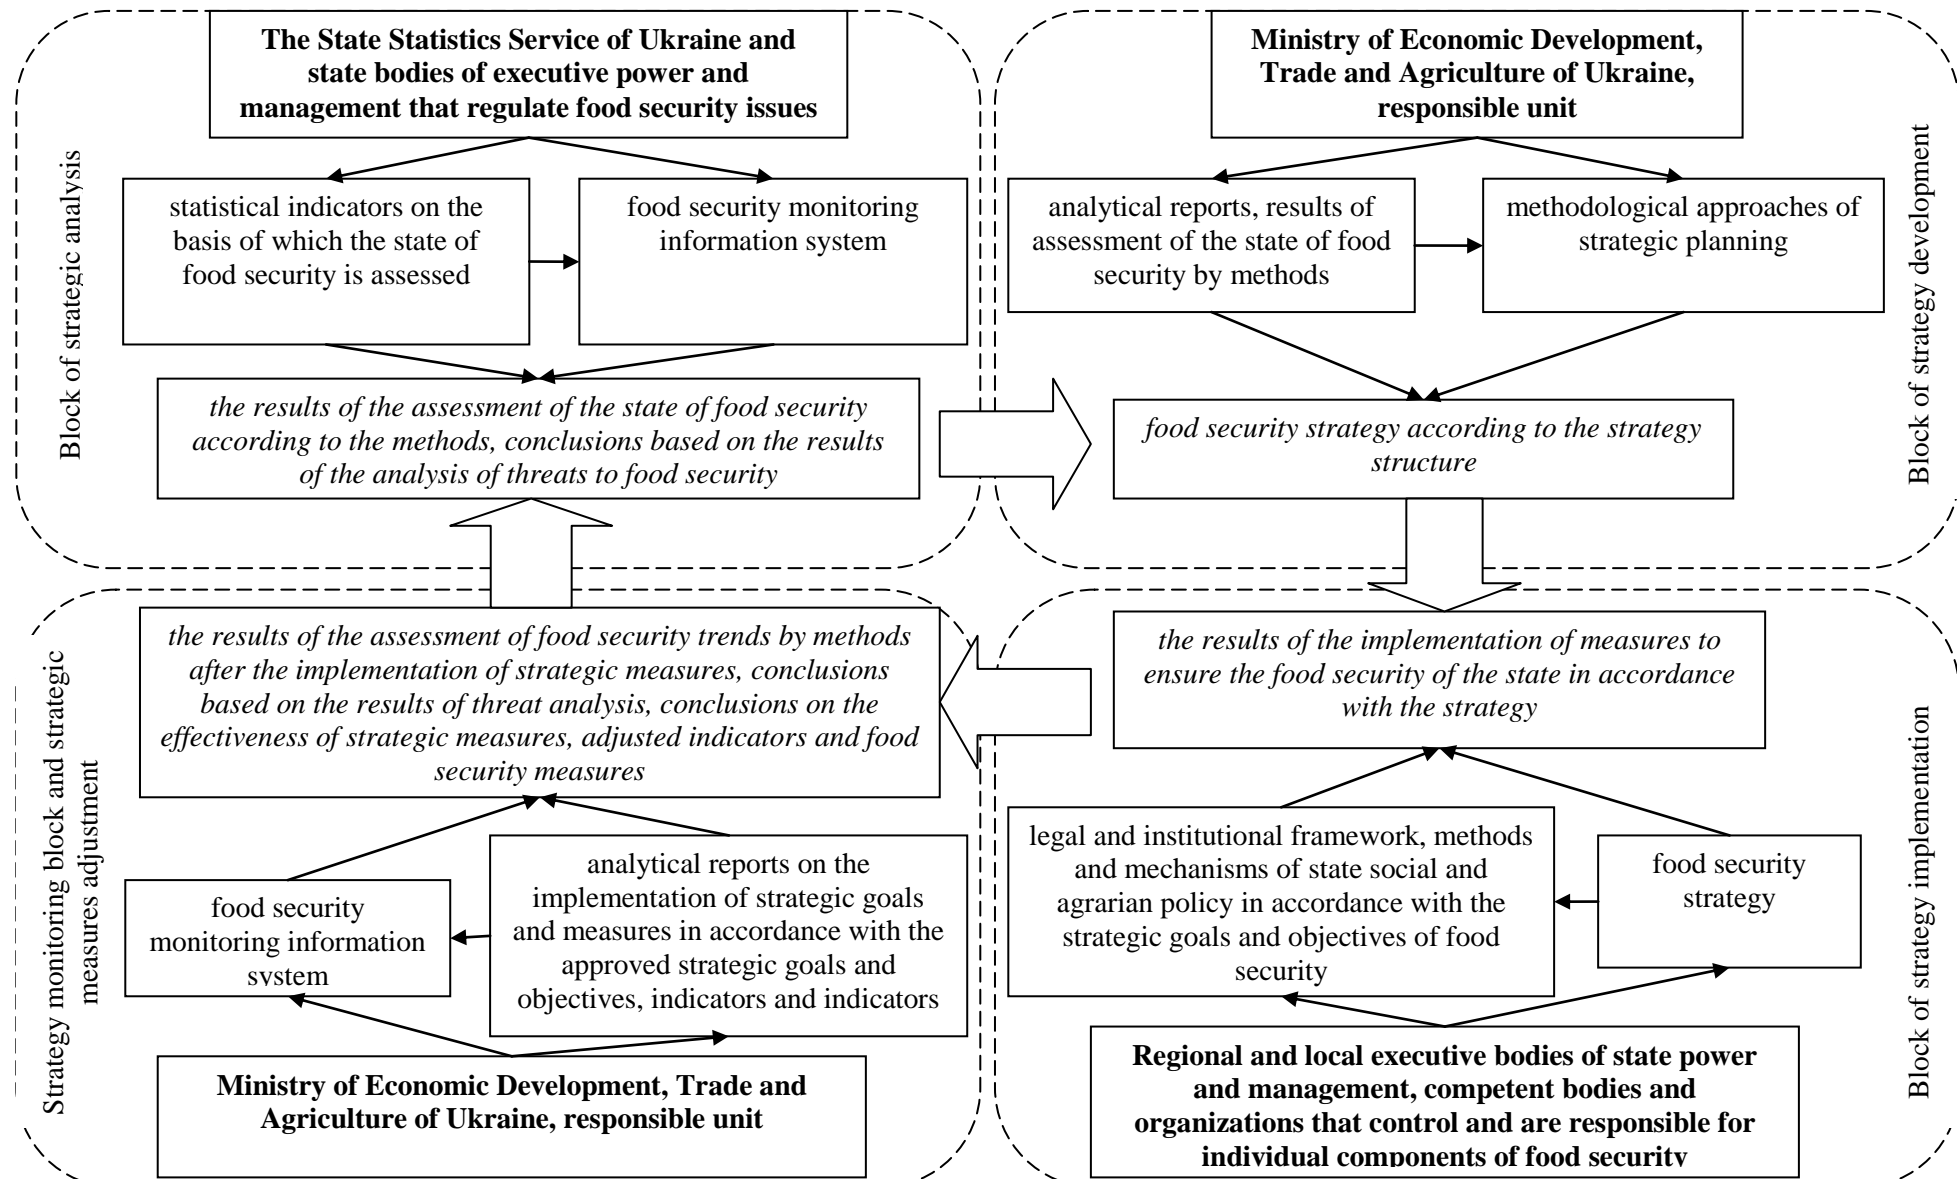 Block of strategic analysis
The State Statistics Service of Ukraine and
state bodies of executive power and
management that regulate food security issues
statistical indicators on the
basis of which the state of
food security is assessed
food security monitoring
information system
the results of the assessment of the state of food security
according to the methods, conclusions based on the results
of the analysis of threats to food security
Ministry of Economic Development,
Trade and Agriculture of Ukraine,
responsible unit
analytical reports, results of
assessment of the state of food
security by methods
methodological approaches of
strategic planning
food security strategy according to the strategy
structure
Block of strategy development
Strategy monitoring block and strategic
measures adjustment
the results of the assessment of food security trends by methods
after the implementation of strategic measures, conclusions
based on the results of threat analysis, conclusions on the
effectiveness of strategic measures, adjusted indicators and food
security measures
food security
monitoring information
system
analytical reports on the
implementation of strategic goals
and measures in accordance with the
approved strategic goals and
objectives, indicators and indicators
Ministry of Economic Development, Trade and
Agriculture of Ukraine, responsible unit
the results of the implementation of measures to
ensure the food security of the state in accordance
with the strategy
legal and institutional framework, methods
and mechanisms of state social and
agrarian policy in accordance with the
strategic goals and objectives of food
security
food security
strategy
Regional and local executive bodies of state power
and management, competent bodies and
organizations that control and are responsible for
individual components of food security
Block of strategy implementation